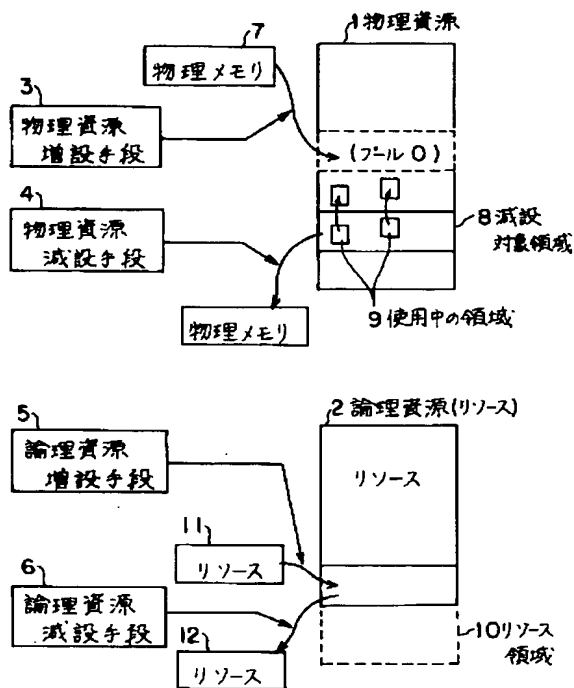 1 物理資源
7
物理メモリ
3
物理資源
増設手段
(プール0)
4
物理資源
減設手段
8 減設
対象領域
物理メモリ
9 使用中の領域
2 論理資源(リソース)
5
論理資源
増設手段
リソース
11
リソース
6
論理資源
減設手段
12
リソース
10 リソース
領域